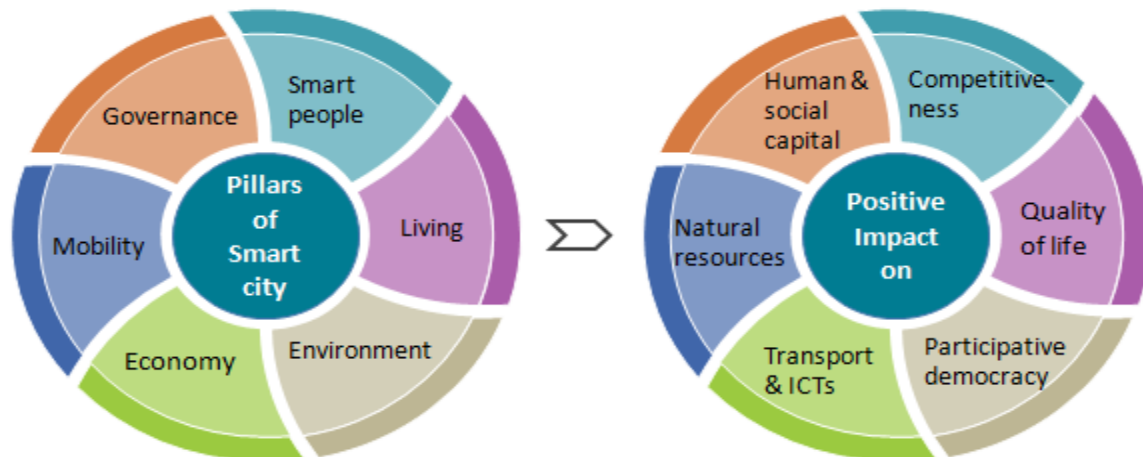 Governance
Smart
people
Living
Environment
Economy
Mobility
Pillars
of
Smart
city
Human &
social
capital
Competitive-
ness
Quality
of life
Participative
democracy
Transport
& ICTs
Natural
resources
Positive
Impact
on